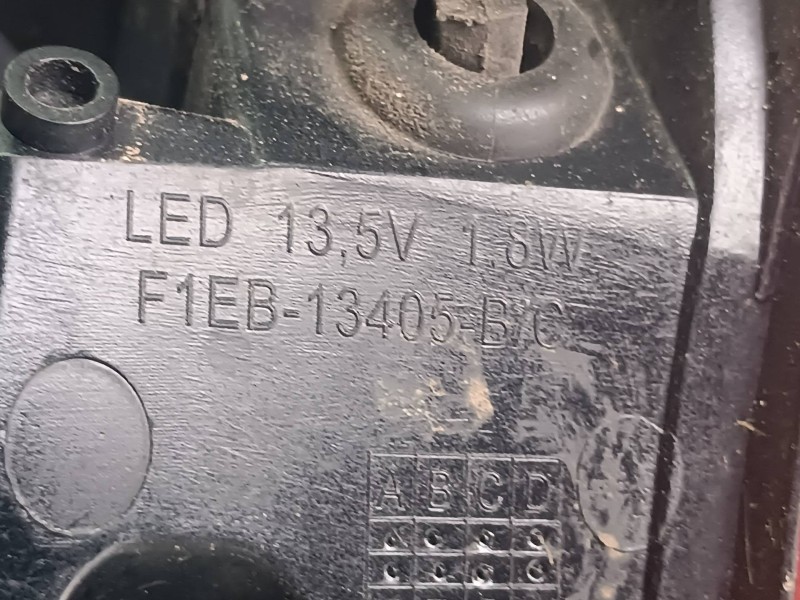 LED 13,5V 1,8W
F1EB-13405-B/C
A B C D